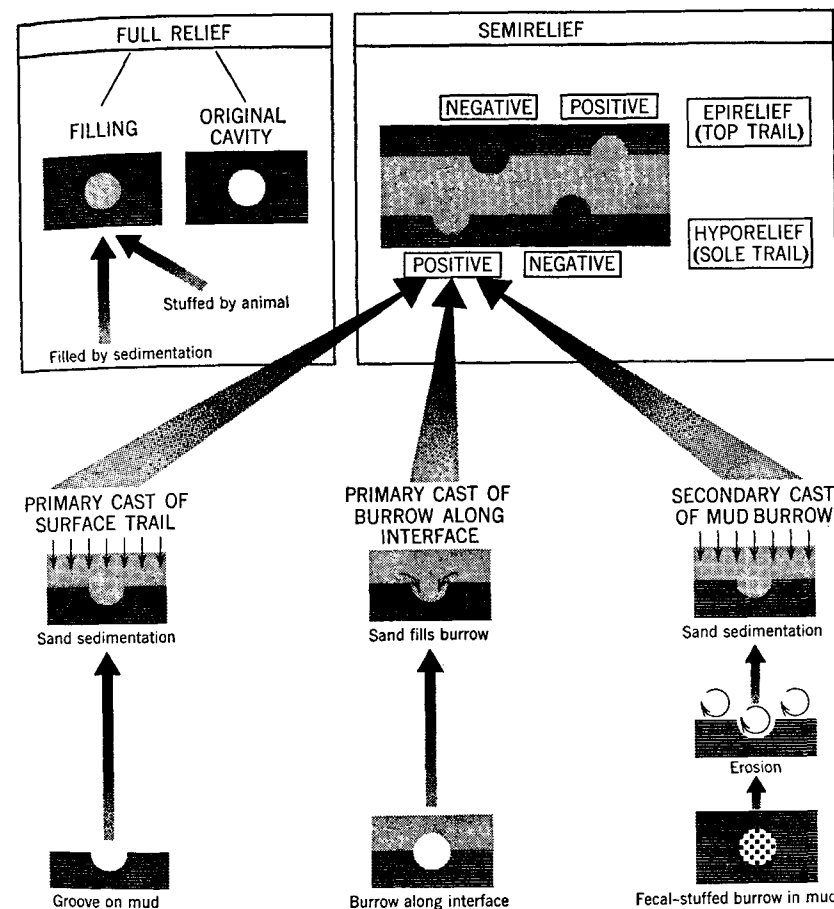 FULL RELIEF
SEMIRELIEF
FILLING
ORIGINAL
CAVITY
Stuffed by animal
Filled by sedimentation
NEGATIVE
POSITIVE
EPIRELIEF
(TOP TRAIL)
HYPORELIEF
(SOLE TRAIL)
POSITIVE
NEGATIVE
PRIMARY CAST OF
SURFACE TRAIL
Sand sedimentation
Groove on mud
PRIMARY CAST OF
BURROW ALONG
INTERFACE
Sand fills burrow
Burrow along interface
SECONDARY CAST
OF MUD BURROW
Sand sedimentation
Erosion
Fecal-stuffed burrow in mud